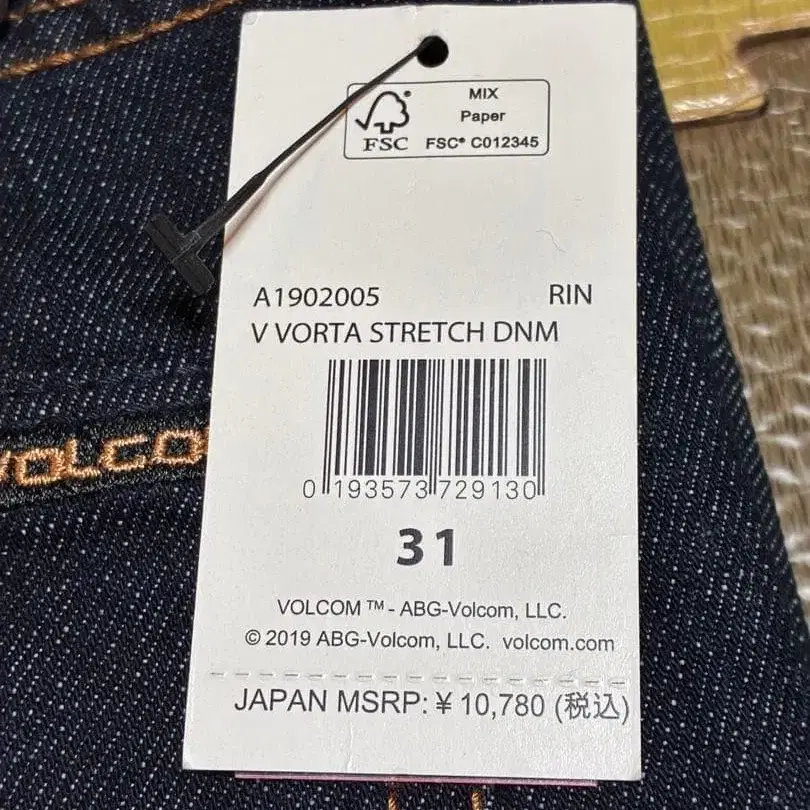 MIX
Paper
FSC
FSC® C012345
A1902005 RIN
V VORTA STRETCH DNM
0 193573 729130
31
VOLCOM ™ - ABG-Volcom, LLC.
© 2019 ABG-Volcom, LLC. volcom.com
JAPAN MSRP: ¥ 10,780 (税込)
VOLCO